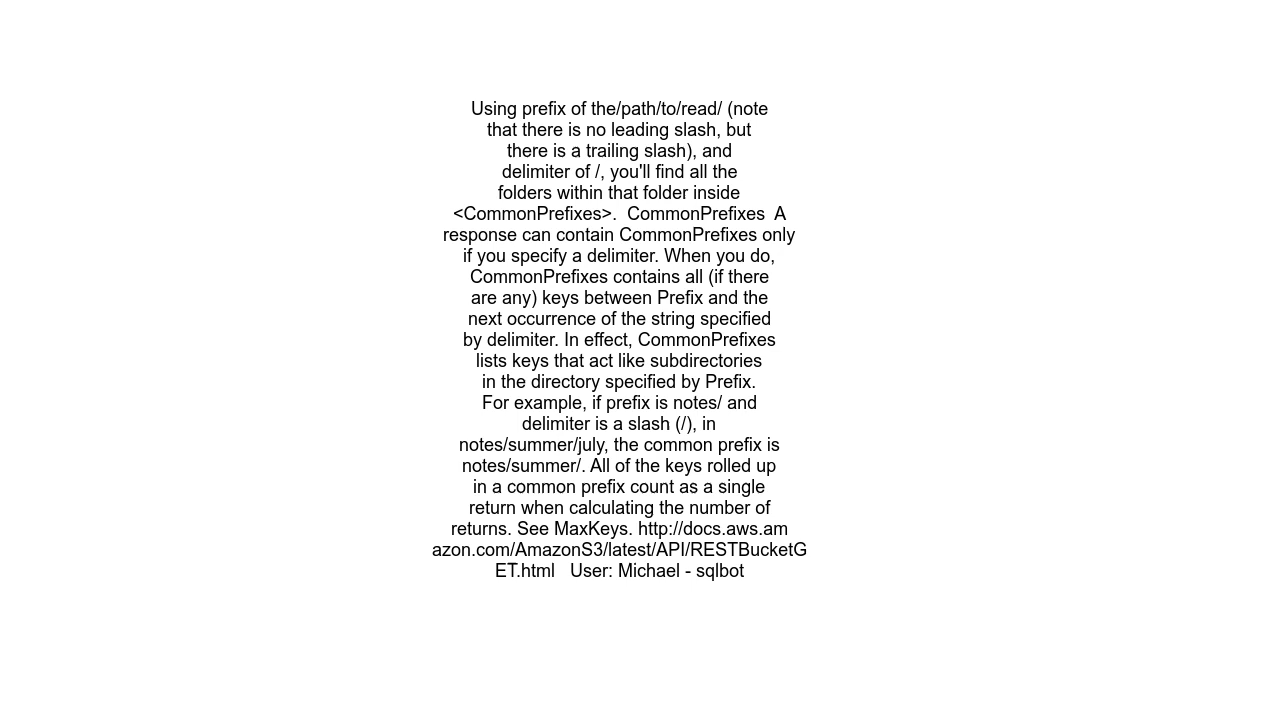 Using prefix of the/path/to/read/ (note
that there is no leading slash, but
there is a trailing slash), and
delimiter of /, you'll find all the
folders within that folder inside
<CommonPrefixes>.  CommonPrefixes  A
response can contain CommonPrefixes only
if you specify a delimiter. When you do,
CommonPrefixes contains all (if there
are any) keys between Prefix and the
next occurrence of the string specified
by delimiter. In effect, CommonPrefixes
lists keys that act like subdirectories
in the directory specified by Prefix.
For example, if prefix is notes/ and
delimiter is a slash (/), in
notes/summer/july, the common prefix is
notes/summer/. All of the keys rolled up
in a common prefix count as a single
return when calculating the number of
returns. See MaxKeys. http://docs.aws.am
azon.com/AmazonS3/latest/API/RESTBucketG
ET.html   User: Michael - sqlbot